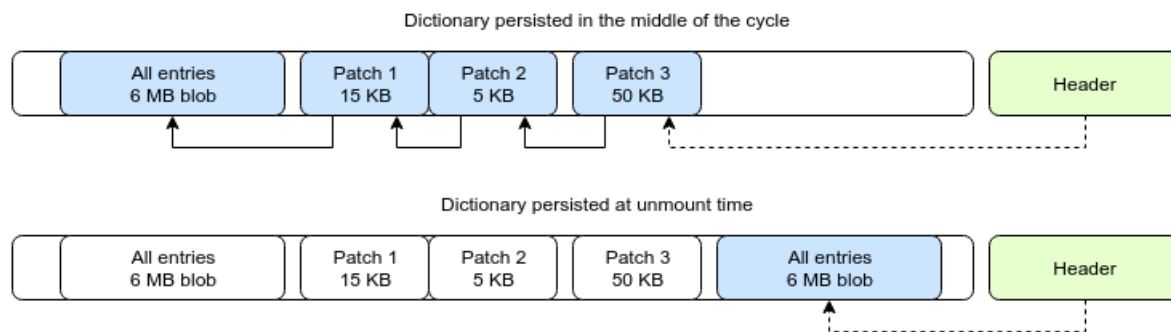 Dictionary persisted in the middle of the cycle
All entries
6 MB blob
Patch 1
15 KB
Patch 2
5 KB
Patch 3
50 KB
Header
Dictionary persisted at unmount time
All entries
6 MB blob
Patch 1
15 KB
Patch 2
5 KB
Patch 3
50 KB
All entries
6 MB blob
Header